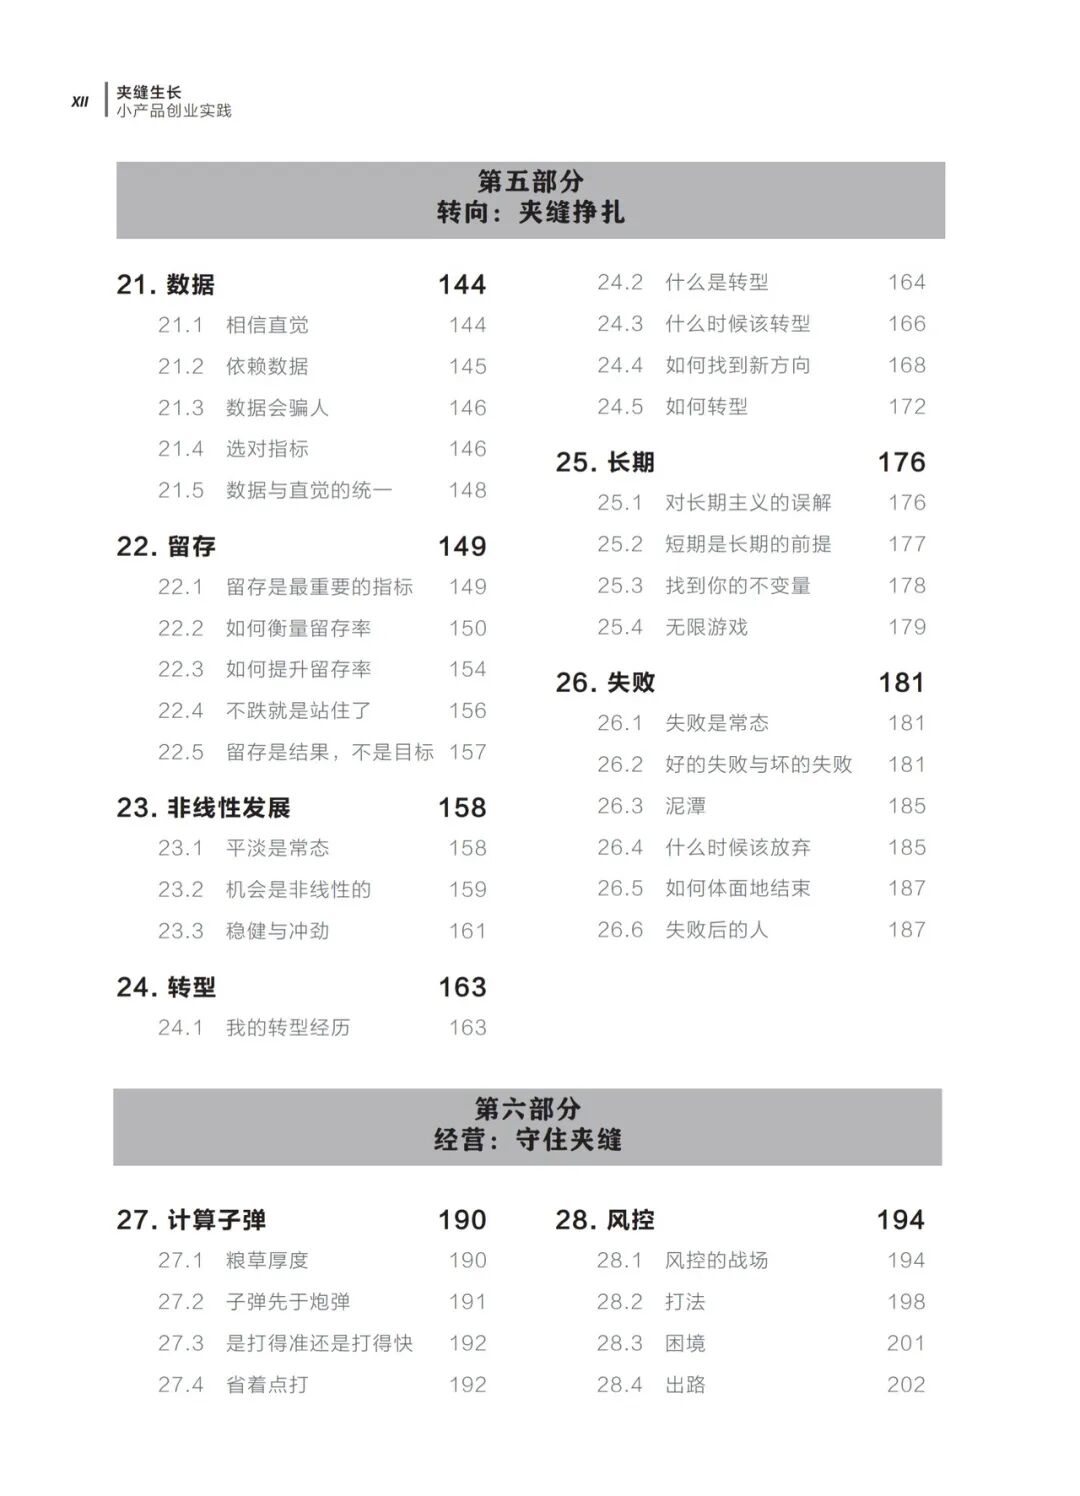 XII
夹缝生长
小产品创业实践
第五部分
转向：夹缝挣扎
21. 数据 144
21.1 相信直觉 144
21.2 依赖数据 145
21.3 数据会骗人 146
21.4 选对指标 146
21.5 数据与直觉的统一 148
22. 留存 149
22.1 留存是最重要的指标 149
22.2 如何衡量留存率 150
22.3 如何提升留存率 154
22.4 不跌就是站住了 156
22.5 留存是结果，不是目标 157
23. 非线性发展 158
23.1 平淡是常态 158
23.2 机会是非线性的 159
23.3 稳健与冲劲 161
24. 转型 163
24.1 我的转型经历 163
24.2 什么是转型 164
24.3 什么时候该转型 166
24.4 如何找到新方向 168
24.5 如何转型 172
25. 长期 176
25.1 对长期主义的误解 176
25.2 短期是长期的前提 177
25.3 找到你的不变量 178
25.4 无限游戏 179
26. 失败 181
26.1 失败是常态 181
26.2 好的失败与坏的失败 181
26.3 泥潭 185
26.4 什么时候该放弃 185
26.5 如何体面地结束 187
26.6 失败后的人 187
第六部分
经营：守住夹缝
27. 计算子弹 190
27.1 粮草厚度 190
27.2 子弹先于炮弹 191
27.3 是打得准还是打得快 192
27.4 省着点打 192
28. 风控 194
28.1 风控的战场 194
28.2 打法 198
28.3 困境 201
28.4 出路 202